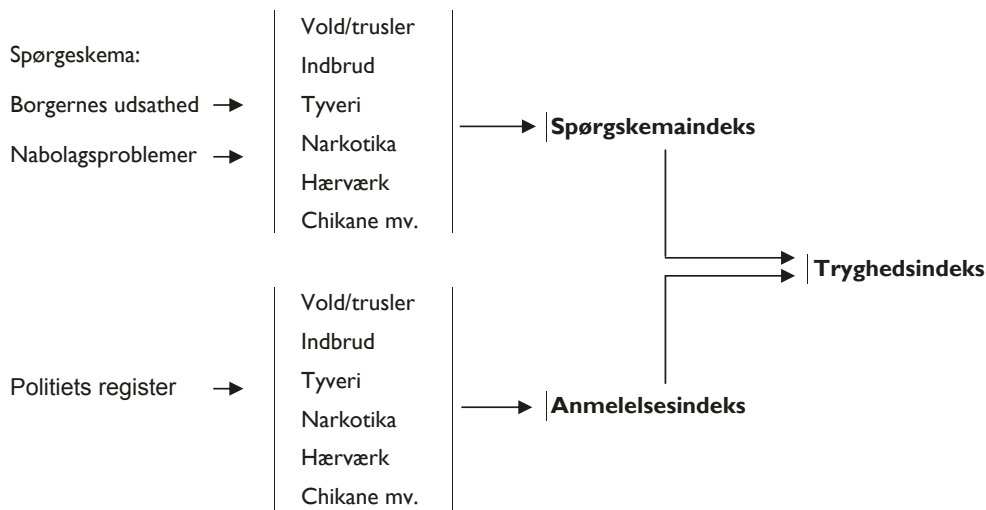 Spørgeskema:
Borgernes udsathed
Nabolagsproblemer
Vold/trusler
Indbrud
Tyveri
Narkotika
Hærværk
Chikane mv.
Spørgskemaindeks
Tryghedsindeks
Politiets register
Vold/trusler
Indbrud
Tyveri
Narkotika
Hærværk
Chikane mv.
Anmelelsesindeks